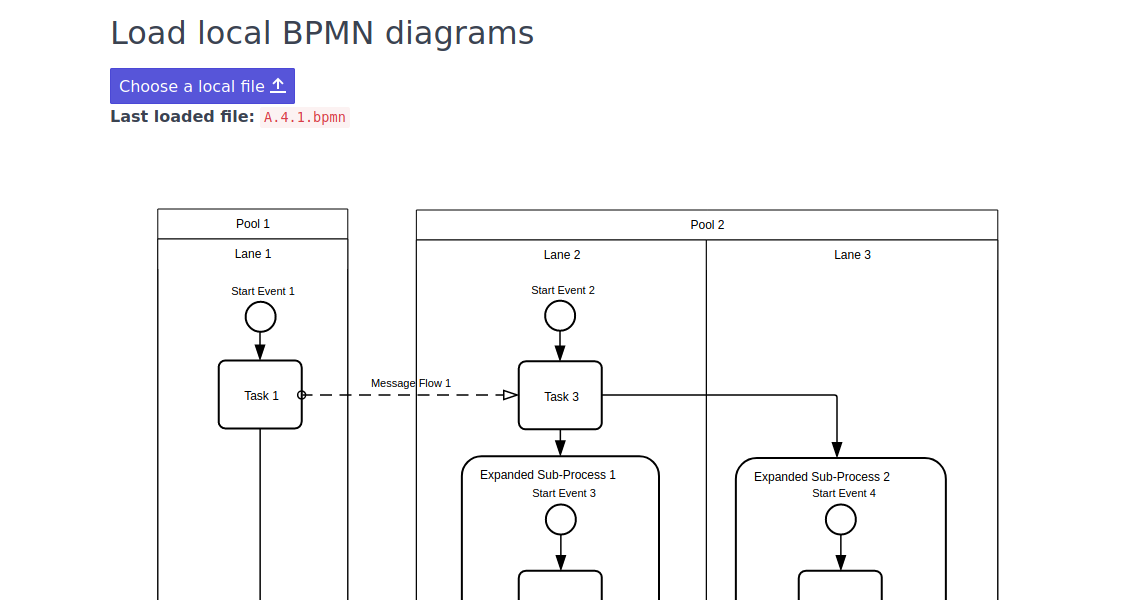 Load local BPMN diagrams
Choose a local file
Last loaded file: A.4.1.bpmn
Pool 1
Pool 2
Lane 1
Lane 2
Lane 3
Start Event 1
Start Event 2
Message Flow 1
Task 1
Task 3
Expanded Sub-Process 1
Expanded Sub-Process 2
Start Event 3
Start Event 4